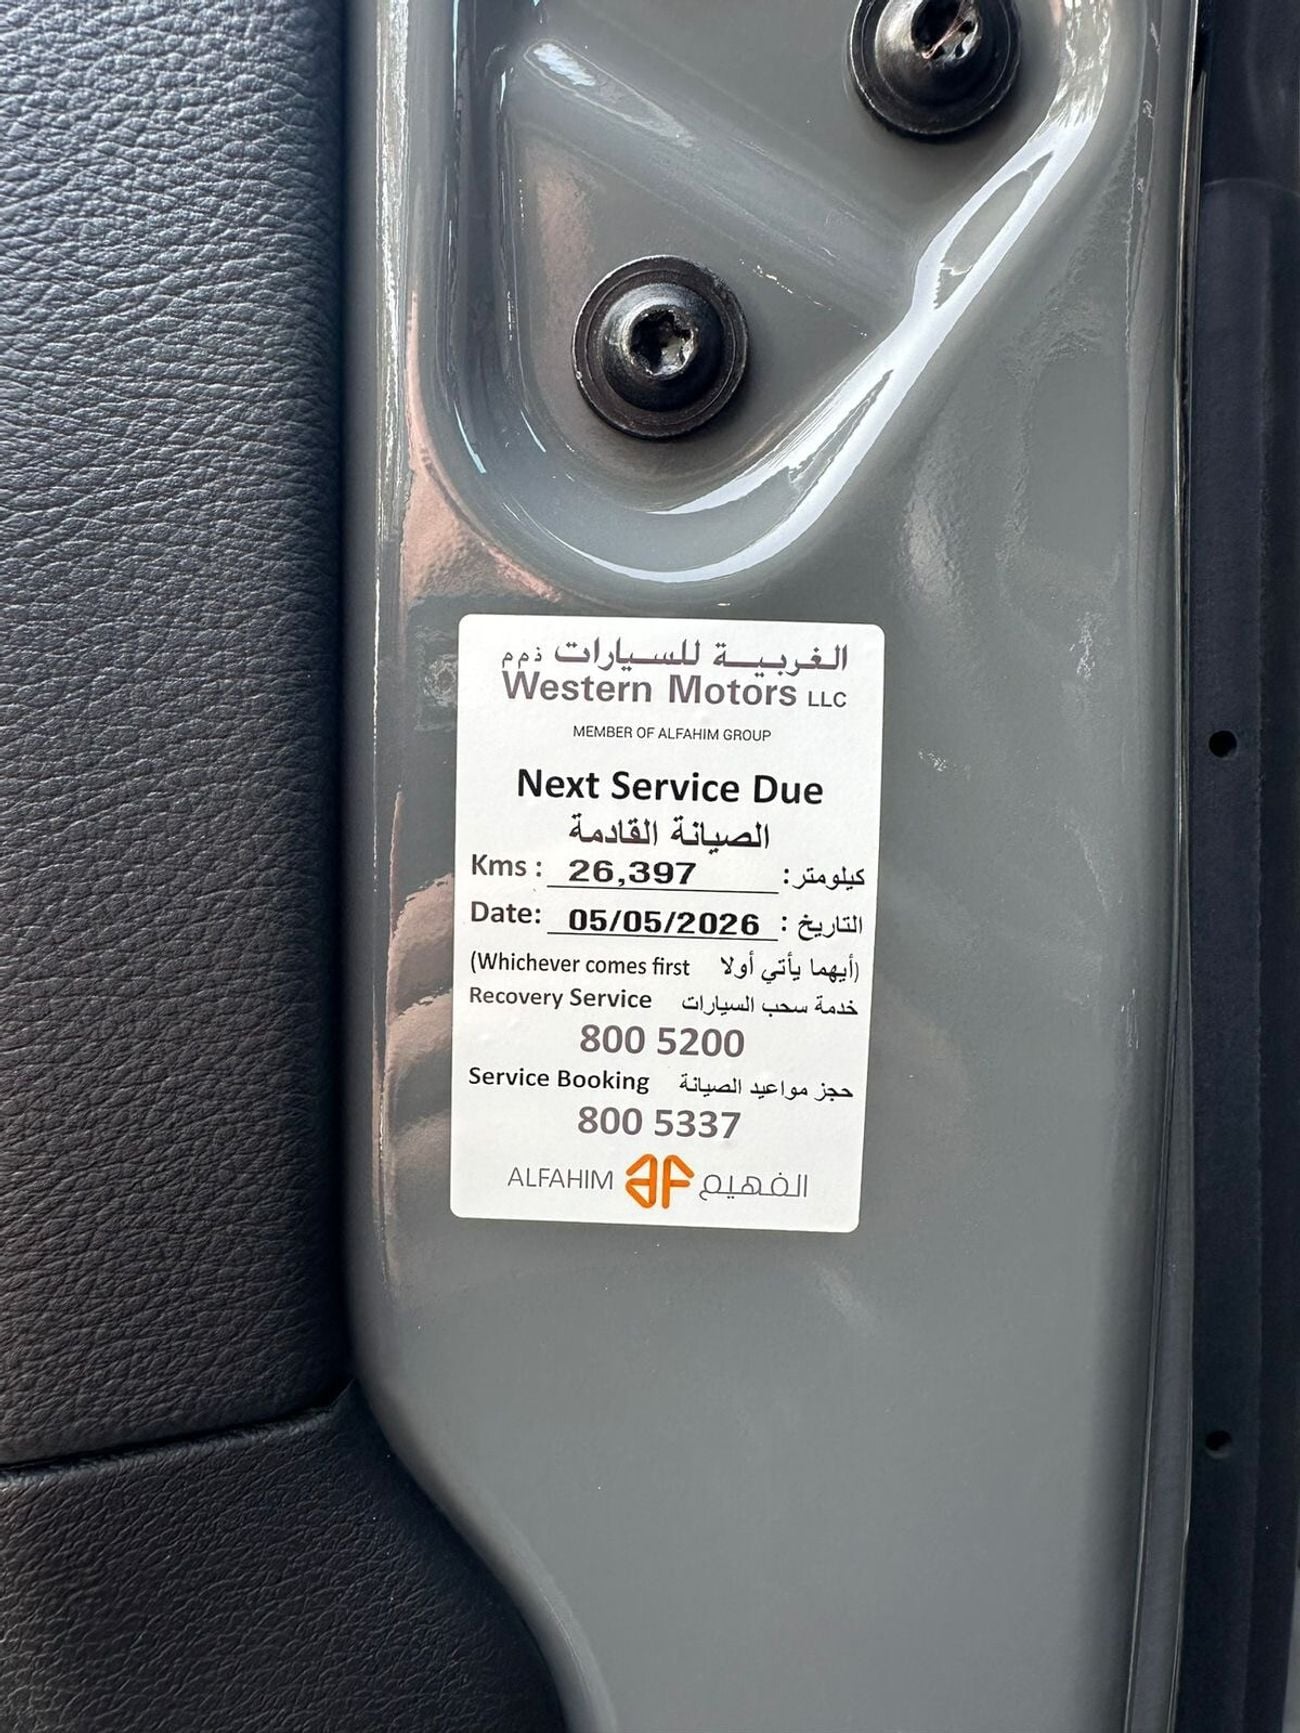 الغربية للسيارات ذ م م
Western Motors LLC
MEMBER OF ALFAHIM GROUP
Next Service Due
الصيانة القادمة
Kms : 26,397 كيلومتر :
Date: 05/05/2026 التاريخ :
(Whichever comes first أيهما يأتي أولا)
Recovery Service خدمة سحب السيارات
800 5200
Service Booking حجز مواعيد الصيانة
800 5337
ALFAHIM AF الفهيم